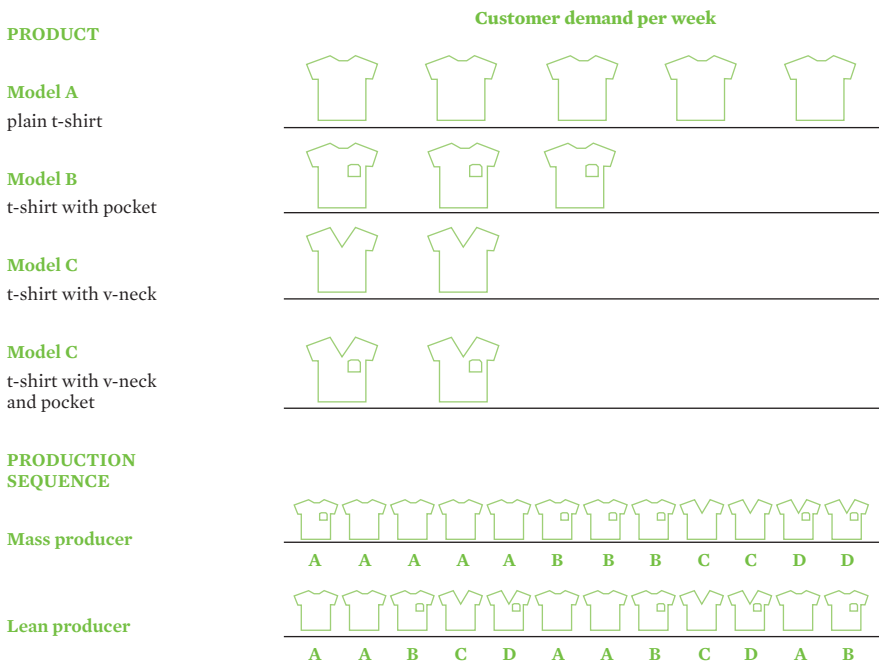 Customer demand per week
PRODUCT
Model A
plain t-shirt
Model B
t-shirt with pocket
Model C
t-shirt with v-neck
Model C
t-shirt with v-neck
and pocket
PRODUCTION
SEQUENCE
Mass producer
A A A A A B B B C C D D
Lean producer
A A B C D A A B C D A B